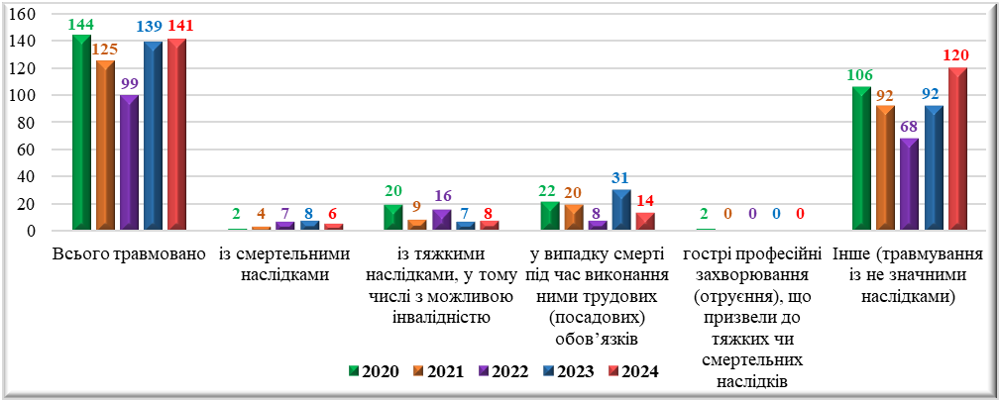 160
140
120
100
80
60
40
20
0
144
125
99
139
141
2
4
7
8
6
20
9
16
7
8
22
20
8
31
14
2
0
0
0
0
106
92
68
92
120
Всього травмовано
із смертельними
наслідками
із тяжкими
наслідками, у тому
числі з можливою
інвалідністю
у випадку смерті
під час виконання
ними трудових
(посадових)
обов’язків
гострі професійні
захворювання
(отруєння), що
призвели до
тяжких чи
смертельних
наслідків
Інше (травмування
із не значними
наслідками)
2020 2021 2022 2023 2024